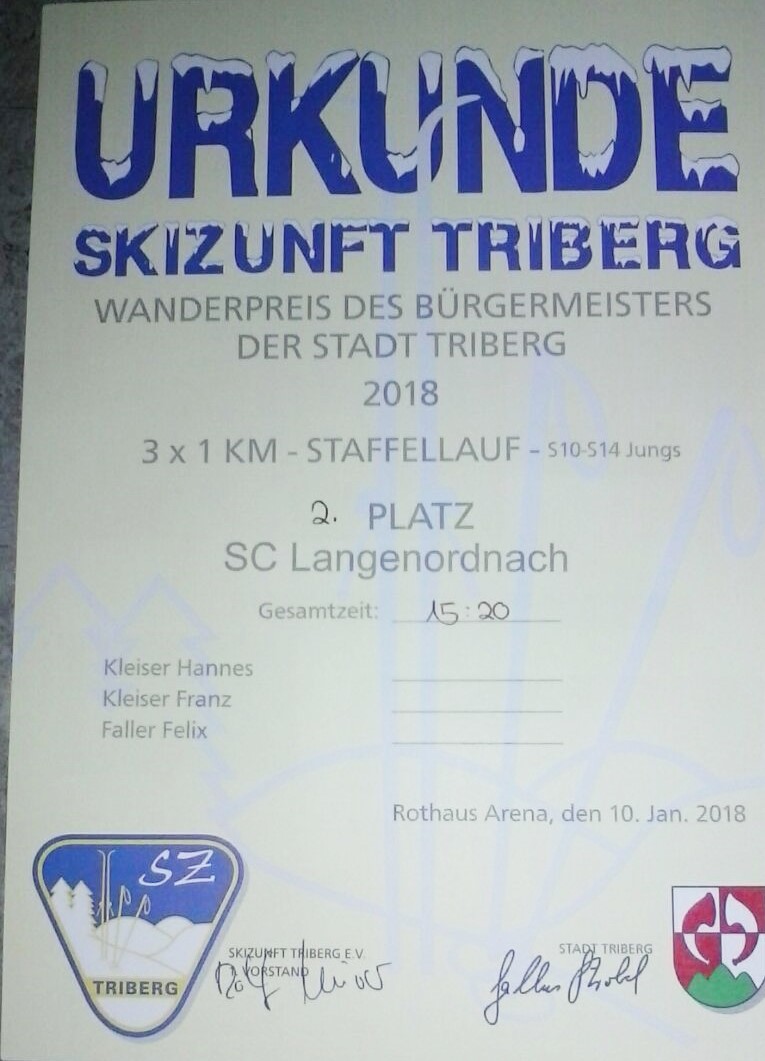 URKUNDE
SKIZUNFT TRIBERG
WANDERPREIS DES BÜRGERMEISTERS
DER STADT TRIBERG
2018
3 x 1 KM - STAFFELLAUF - S10-S14 Jungs
2. PLATZ
SC Langenordnach
Gesamtzeit: 15:20
Kleiser Hannes
Kleiser Franz
Faller Felix
Rothaus Arena, den 10. Jan. 2018
SZ
TRIBERG
SKIZUNFT TRIBERG E.V.
1. VORSTAND
STADT TRIBERG